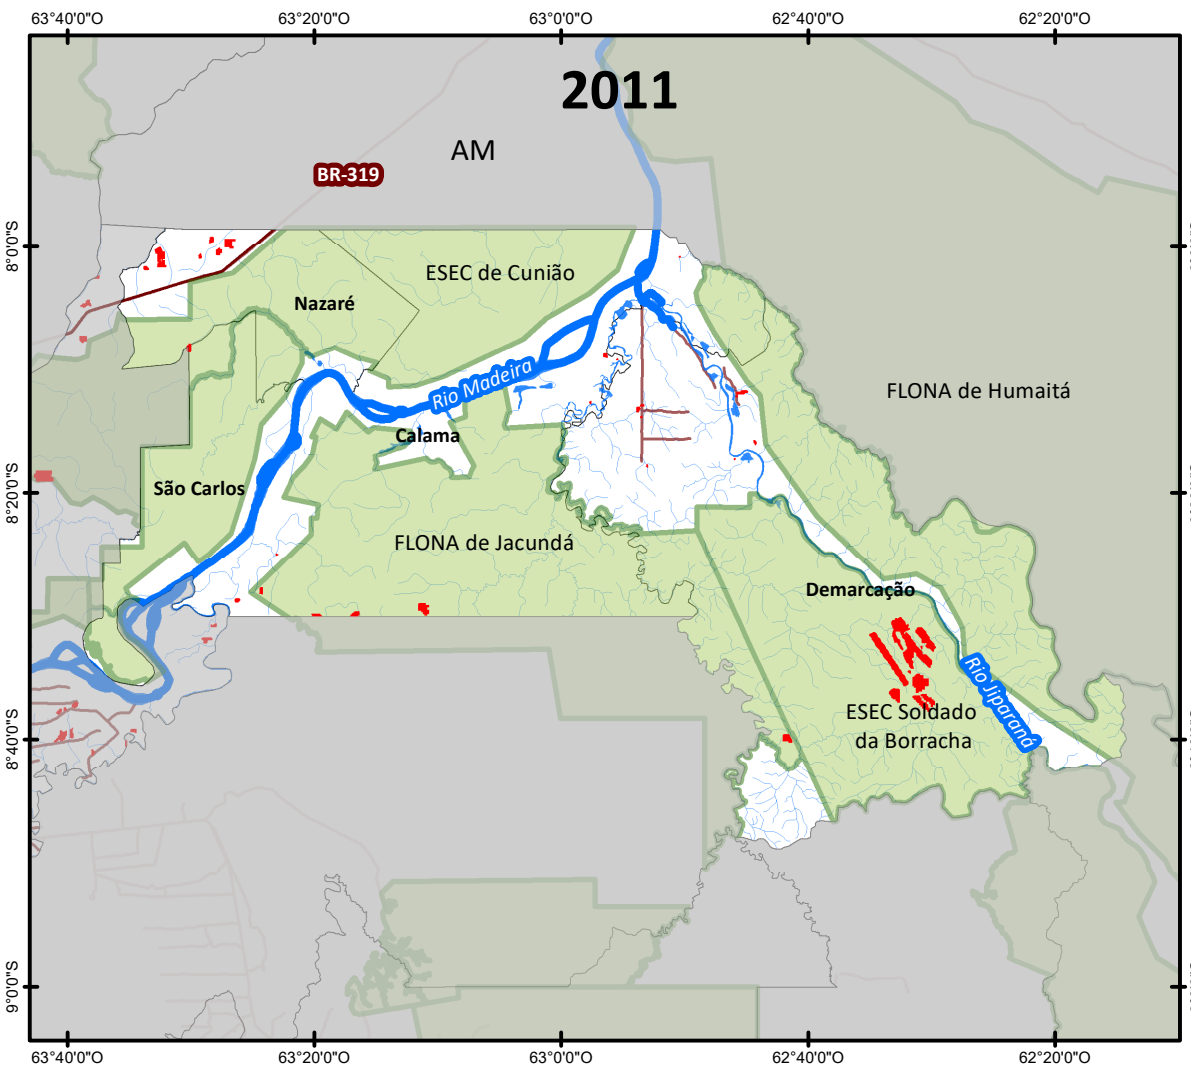 63°40'0"O
63°20'0"O
63°0'0"O
62°40'0"O
62°20'0"O
2011
AM
BR-319
8°0'0"S
ESEC de Cunião
Nazaré
Rio Madeira
FLONA de Humaitá
Calama
8°20'0"S
São Carlos
FLONA de Jacundá
Demarcação
Rio Jiparaná
ESEC Soldado
da Borracha
8°40'0"S
9°0'0"S
63°40'0"O
63°20'0"O
63°0'0"O
62°40'0"O
62°20'0"O